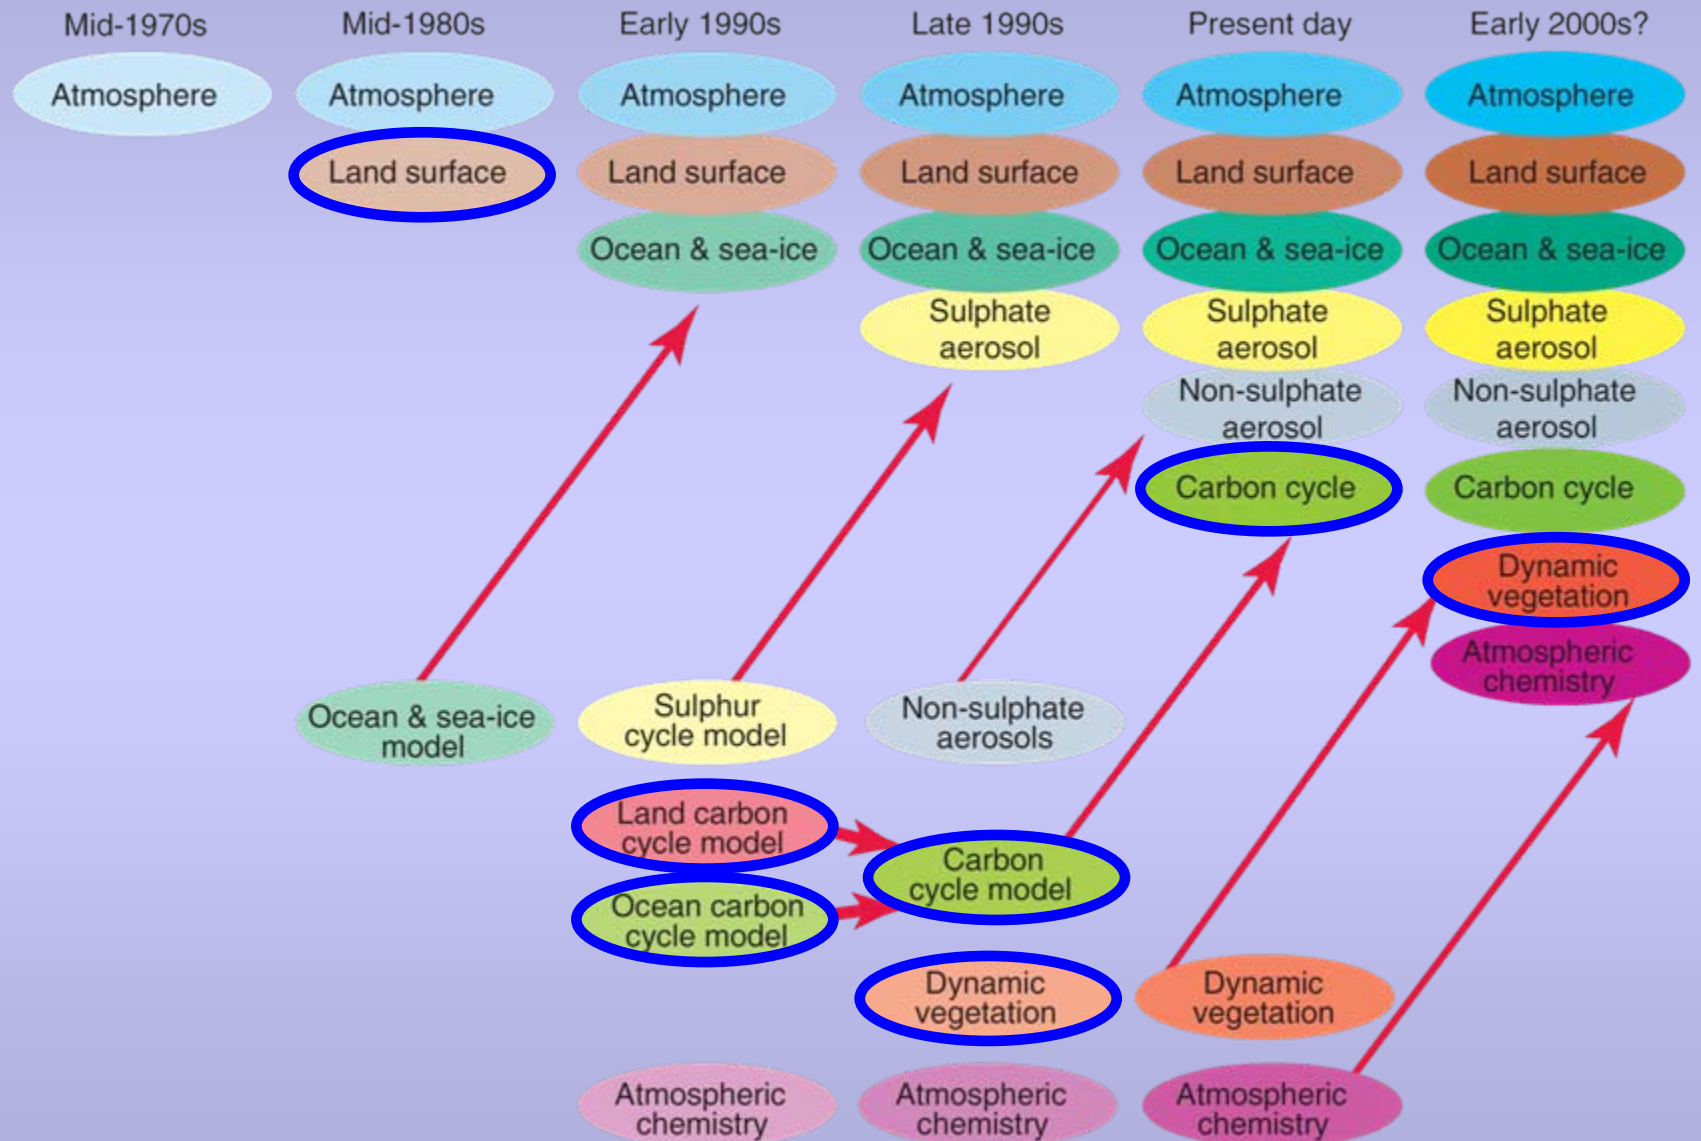 Mid-1970s
Mid-1980s
Early 1990s
Late 1990s
Present day
Early 2000s?
Atmosphere
Atmosphere
Atmosphere
Atmosphere
Atmosphere
Atmosphere
Land surface
Land surface
Land surface
Land surface
Land surface
Ocean & sea-ice
Ocean & sea-ice
Ocean & sea-ice
Ocean & sea-ice
Sulphate
aerosol
Sulphate
aerosol
Sulphate
aerosol
Non-sulphate
aerosol
Non-sulphate
aerosol
Carbon cycle
Carbon cycle
Dynamic
vegetation
Atmospheric
chemistry
Ocean & sea-ice
model
Sulphur
cycle model
Non-sulphate
aerosols
Land carbon
cycle model
Carbon
cycle model
Ocean carbon
cycle model
Dynamic
vegetation
Dynamic
vegetation
Atmospheric
chemistry
Atmospheric
chemistry
Atmospheric
chemistry